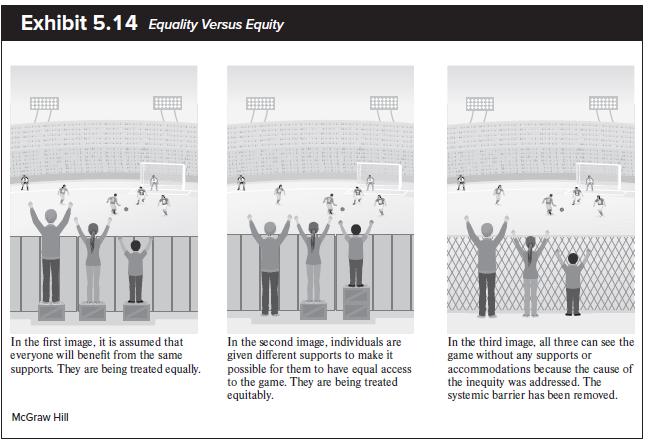 Exhibit 5.14 Equality Versus Equity
In the first image, it is assumed that
everyone will benefit from the same
supports. They are being treated equally.
In the second image, individuals are
given different supports to make it
possible for them to have equal access
to the game. They are being treated
equitably.
In the third image, all three can see the
game without any supports or
accommodations because the cause of
the inequity was addressed. The
systemic barrier has been removed.
McGraw Hill